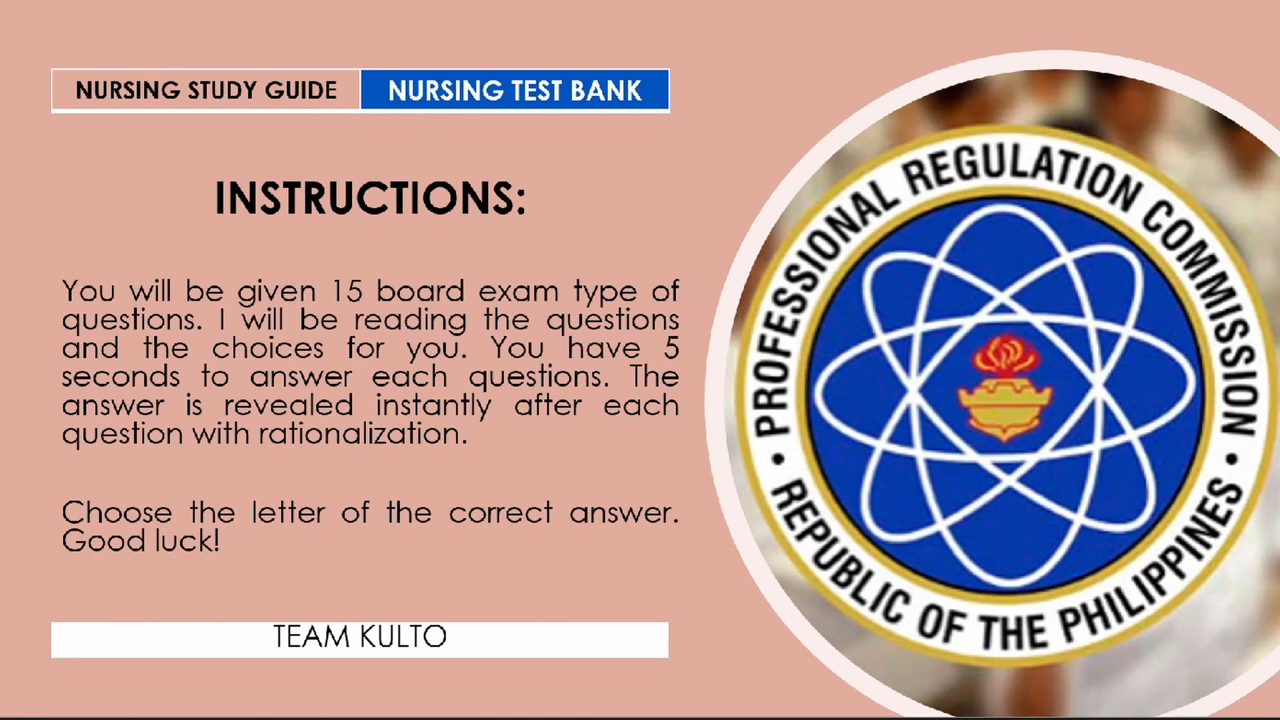 NURSING STUDY GUIDE
NURSING TEST BANK
INSTRUCTIONS:
You will be given 15 board exam type of
questions. I will be reading the questions
and the choices for you. You have 5
seconds to answer each questions. The
answer is revealed instantly after each
question with rationalization.
Choose the letter of the correct answer.
Good luck!
TEAM KULTO
PROFESSIONAL REGULATION COMMISSION
• REPUBLIC OF THE PHILIPPINES •